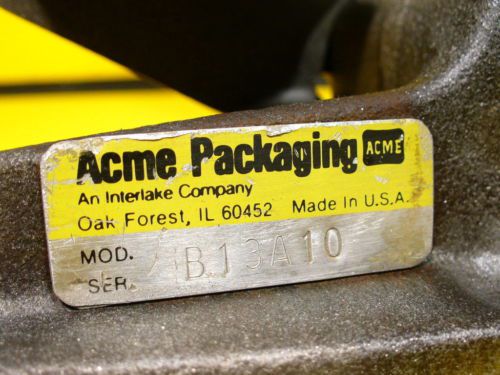 Acme Packaging ACME
An Interlake Company
Oak Forest, IL 60452 Made In U.S.A.
MOD.
B13A10
SER.